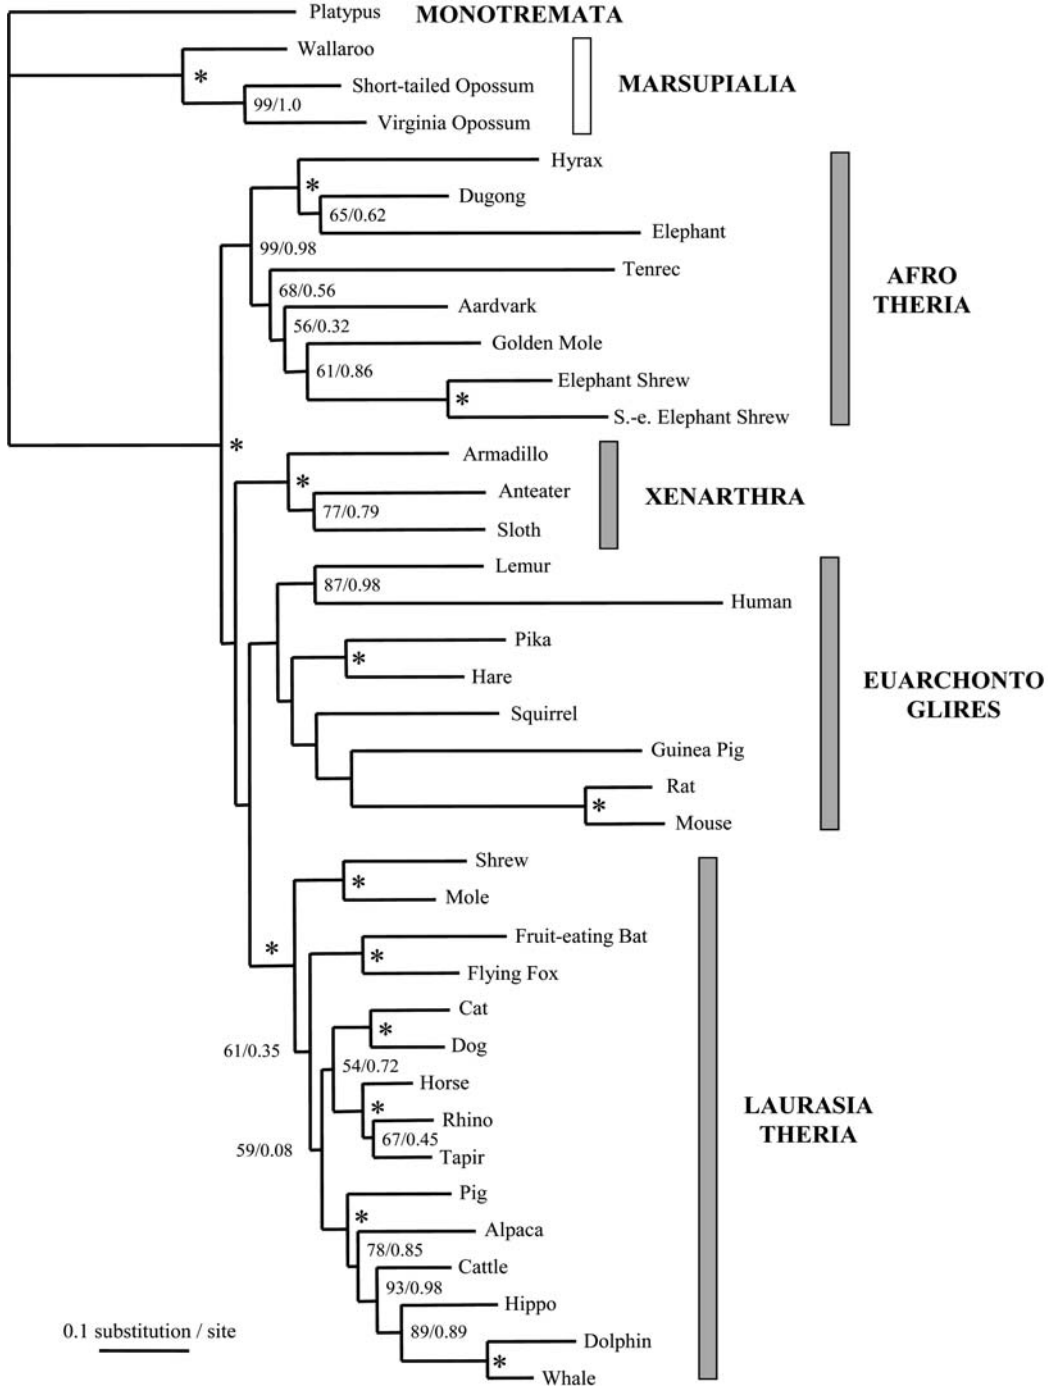 Platypus MONOTREMATA
Wallaroo
*
Short-tailed Opossum
MARSUPIALIA
99/1.0
Virginia Opossum
Hyrax
*
Dugong
65/0.62
Elephant
99/0.98
Tenrec
AFRO
THERIA
68/0.56
Aardvark
56/0.32
Golden Mole
61/0.86
Elephant Shrew
*
S.-e. Elephant Shrew
*
Armadillo
*
Anteater
XENARTHRA
77/0.79
Sloth
Lemur
87/0.98
Human
Pika
*
Hare
EUARCHONTO
GLIRES
Squirrel
Guinea Pig
Rat
*
Mouse
Shrew
*
Mole
Fruit-eating Bat
*
*
Flying Fox
Cat
*
Dog
61/0.35
54/0.72
Horse
*
LAURASIA
THERIA
Rhino
67/0.45
59/0.08
Tapir
Pig
*
Alpaca
78/0.85
Cattle
93/0.98
Hippo
89/0.89
0.1 substitution / site
Dolphin
*
Whale